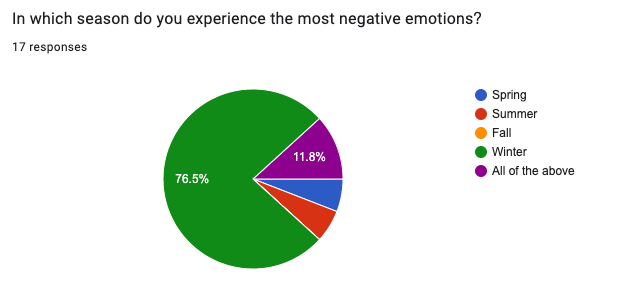 In which season do you experience the most negative emotions?
17 responses
Spring
Summer
Fall
Winter
All of the above
11.8%
76.5%